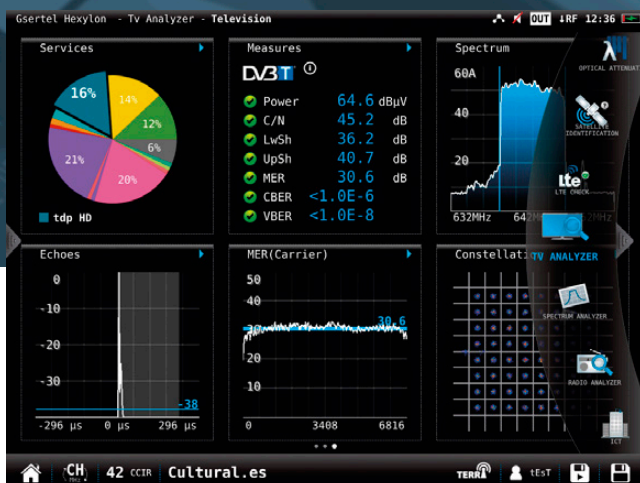 Gsertel Hexylon - Tv Analyzer - Television
OUT ↓RF 12:36
Services
16%
14%
12%
6%
20%
21%
tdp HD
Measures
DVB T
Power 64.6 dBµV
C/N 45.2 dB
LwSh 36.2 dB
UpSh 40.7 dB
MER 30.6 dB
CBER <1.0E-6
VBER <1.0E-8
Spectrum
60A
40
20
632MHz
λ
OPTICAL ATTENUATI
SATELLITE
IDENTIFICATION
Lte
LTE CHECK
TV ANALYZER
SPECTRUM ANALYZER
RADIO ANALYZER
ICT
Echoes
0
-10
-20
-30
-38
-296 µs 0 µs 296 µs
MER(Carrier)
50
40
30
30.6
20
10
0 3408 6816
Constellati
CH
MHz
42 CCIR Cultural.es
TERR
tEsT